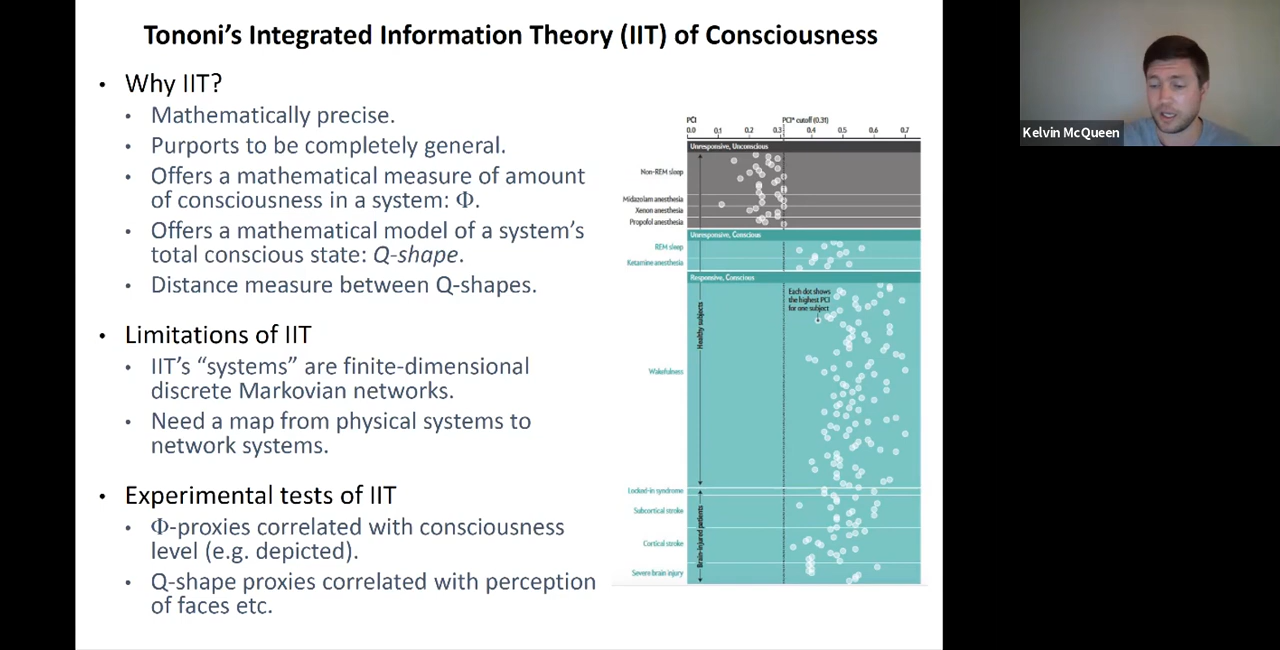 Tononi's Integrated Information Theory (IIT) of Consciousness
• Why IIT?
• Mathematically precise.
• Purports to be completely general.
• Offers a mathematical measure of amount
of consciousness in a system: Φ.
• Offers a mathematical model of a system's
total conscious state: Q-shape.
• Distance measure between Q-shapes.
• Limitations of IIT
• IIT's “systems” are finite-dimensional
discrete Markovian networks.
• Need a map from physical systems to
network systems.
• Experimental tests of IIT
• Φ-proxies correlated with consciousness
level (e.g. depicted).
• Q-shape proxies correlated with perception
of faces etc.
PCI
PCI* cutoff (0.31)
0.0 0.1 0.2 0.3 0.4 0.5 0.6 0.7
Unresponsive, Unconscious
Non-REM sleep
Midazolam anesthesia
Xenon anesthesia
Propofol anesthesia
Unresponsive, Conscious
REM sleep
Ketamine anesthesia
Responsive, Conscious
Each dot shows
the highest PCI
for one subject
Healthy subjects
Wakefulness
Locked-in syndrome
Subcortical stroke
Brain-injured patients
Cortical stroke
Severe brain injury
Kelvin McQueen